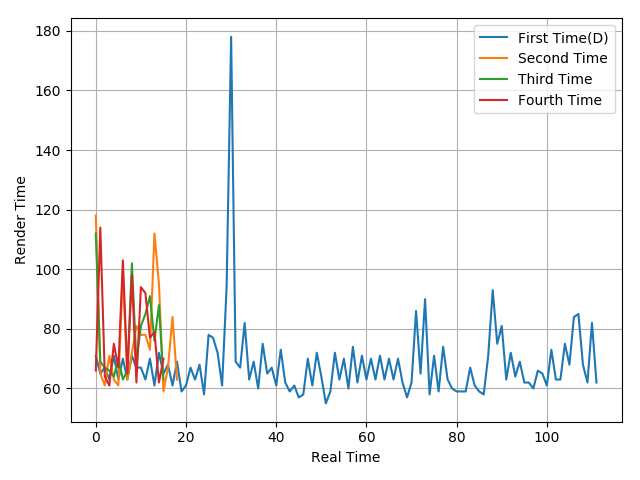 First Time(D)
Second Time
Third Time
Fourth Time
180
160
140
120
100
80
60
Render Time
0
20
40
60
80
100
Real Time